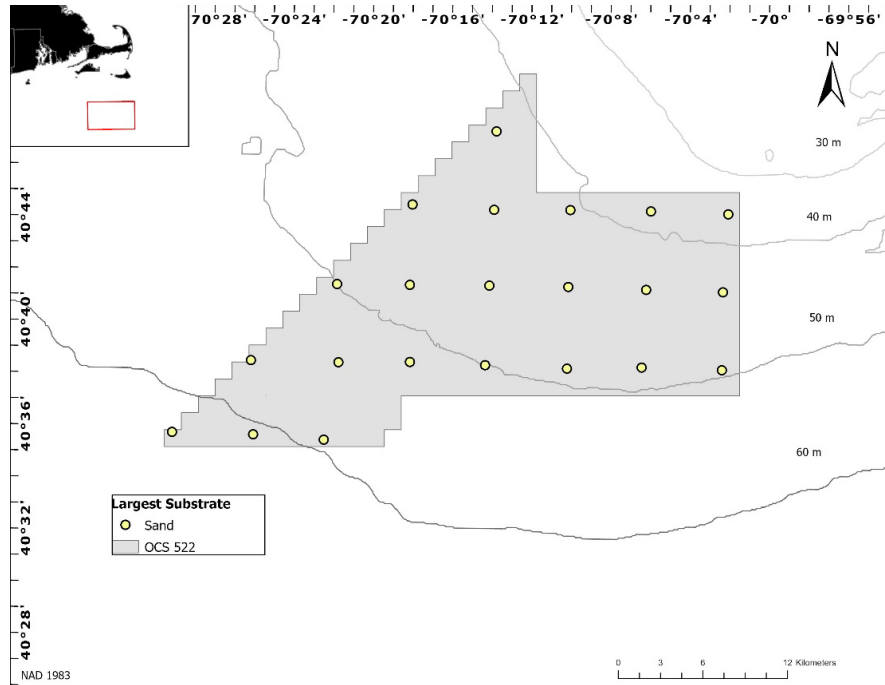 -70°28' -70°24' -70°20' -70°16' -70°12' -70°8' -70°4' -70° -69°56'
N
30 m
40°44'
40 m
40°40'
50 m
40°36'
60 m
Largest Substrate
Sand
OCS 522
40°32'
40°28'
NAD 1983
0 3 6 12 Kilometers